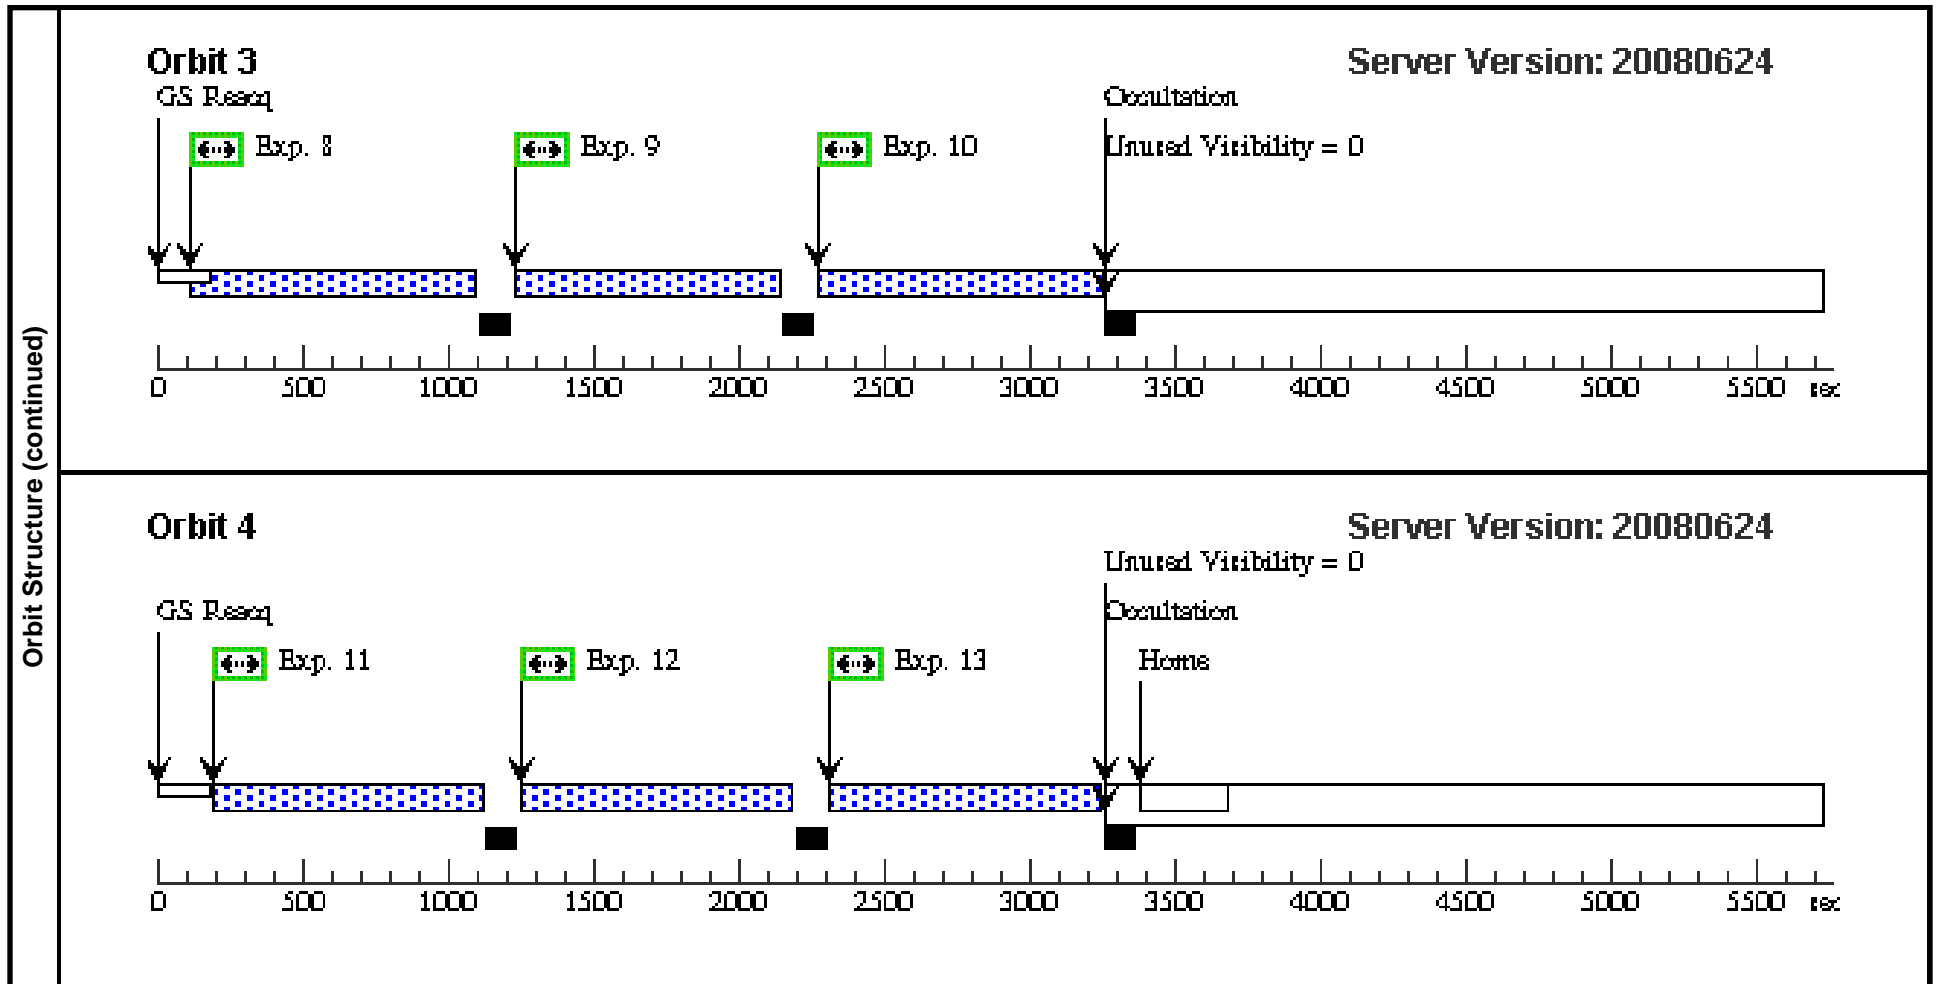 Orbit Structure (continued)
Orbit 3
Server Version: 20080624
GS Reacq
Occultation
Exp. 8
Exp. 9
Exp. 10
Unused Visibility = 0
0 500 1000 1500 2000 2500 3000 3500 4000 4500 5000 5500 sec
Orbit 4
Server Version: 20080624
Unused Visibility = 0
GS Reacq
Occultation
Exp. 11
Exp. 12
Exp. 13
Home
0 500 1000 1500 2000 2500 3000 3500 4000 4500 5000 5500 sec